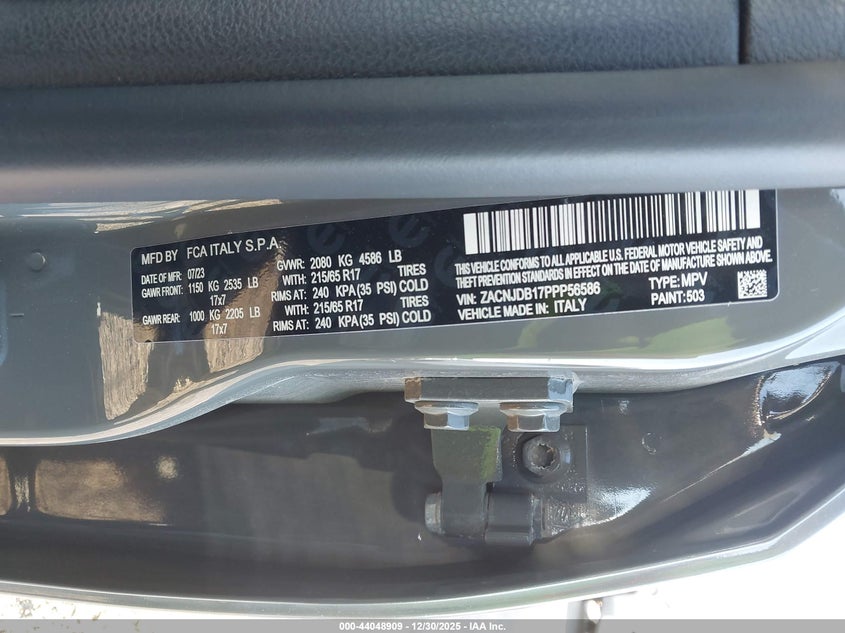 MFD BY FCA ITALY S.P.A
DATE OF MFR 07/23 GVWR: 2080 KG 4586 LB
GAWR FRONT: 1150 KG 2535 LB WITH: 215/65 R17 TIRES
17x7 RIMS AT: 240 KPA(35 PSI) COLD
GAWR REAR: 1000 KG 2205 LB WITH: 215/65 R17 TIRES
17x7 RIMS AT: 240 KPA(35 PSI) COLD
THIS VEHICLE CONFORMS TO ALL APPLICABLE U.S. FEDERAL MOTOR VEHICLE SAFETY AND
THEFT PREVENTION STANDARDS IN EFFECT ON THE DATE OF MANUFACTURE SHOWN ABOVE.
VIN: ZACNJDB17PPP56586 TYPE: MPV
VEHICLE MADE IN: ITALY PAINT: 503
000-44048909 - 12/30/2025 - IAA Inc.